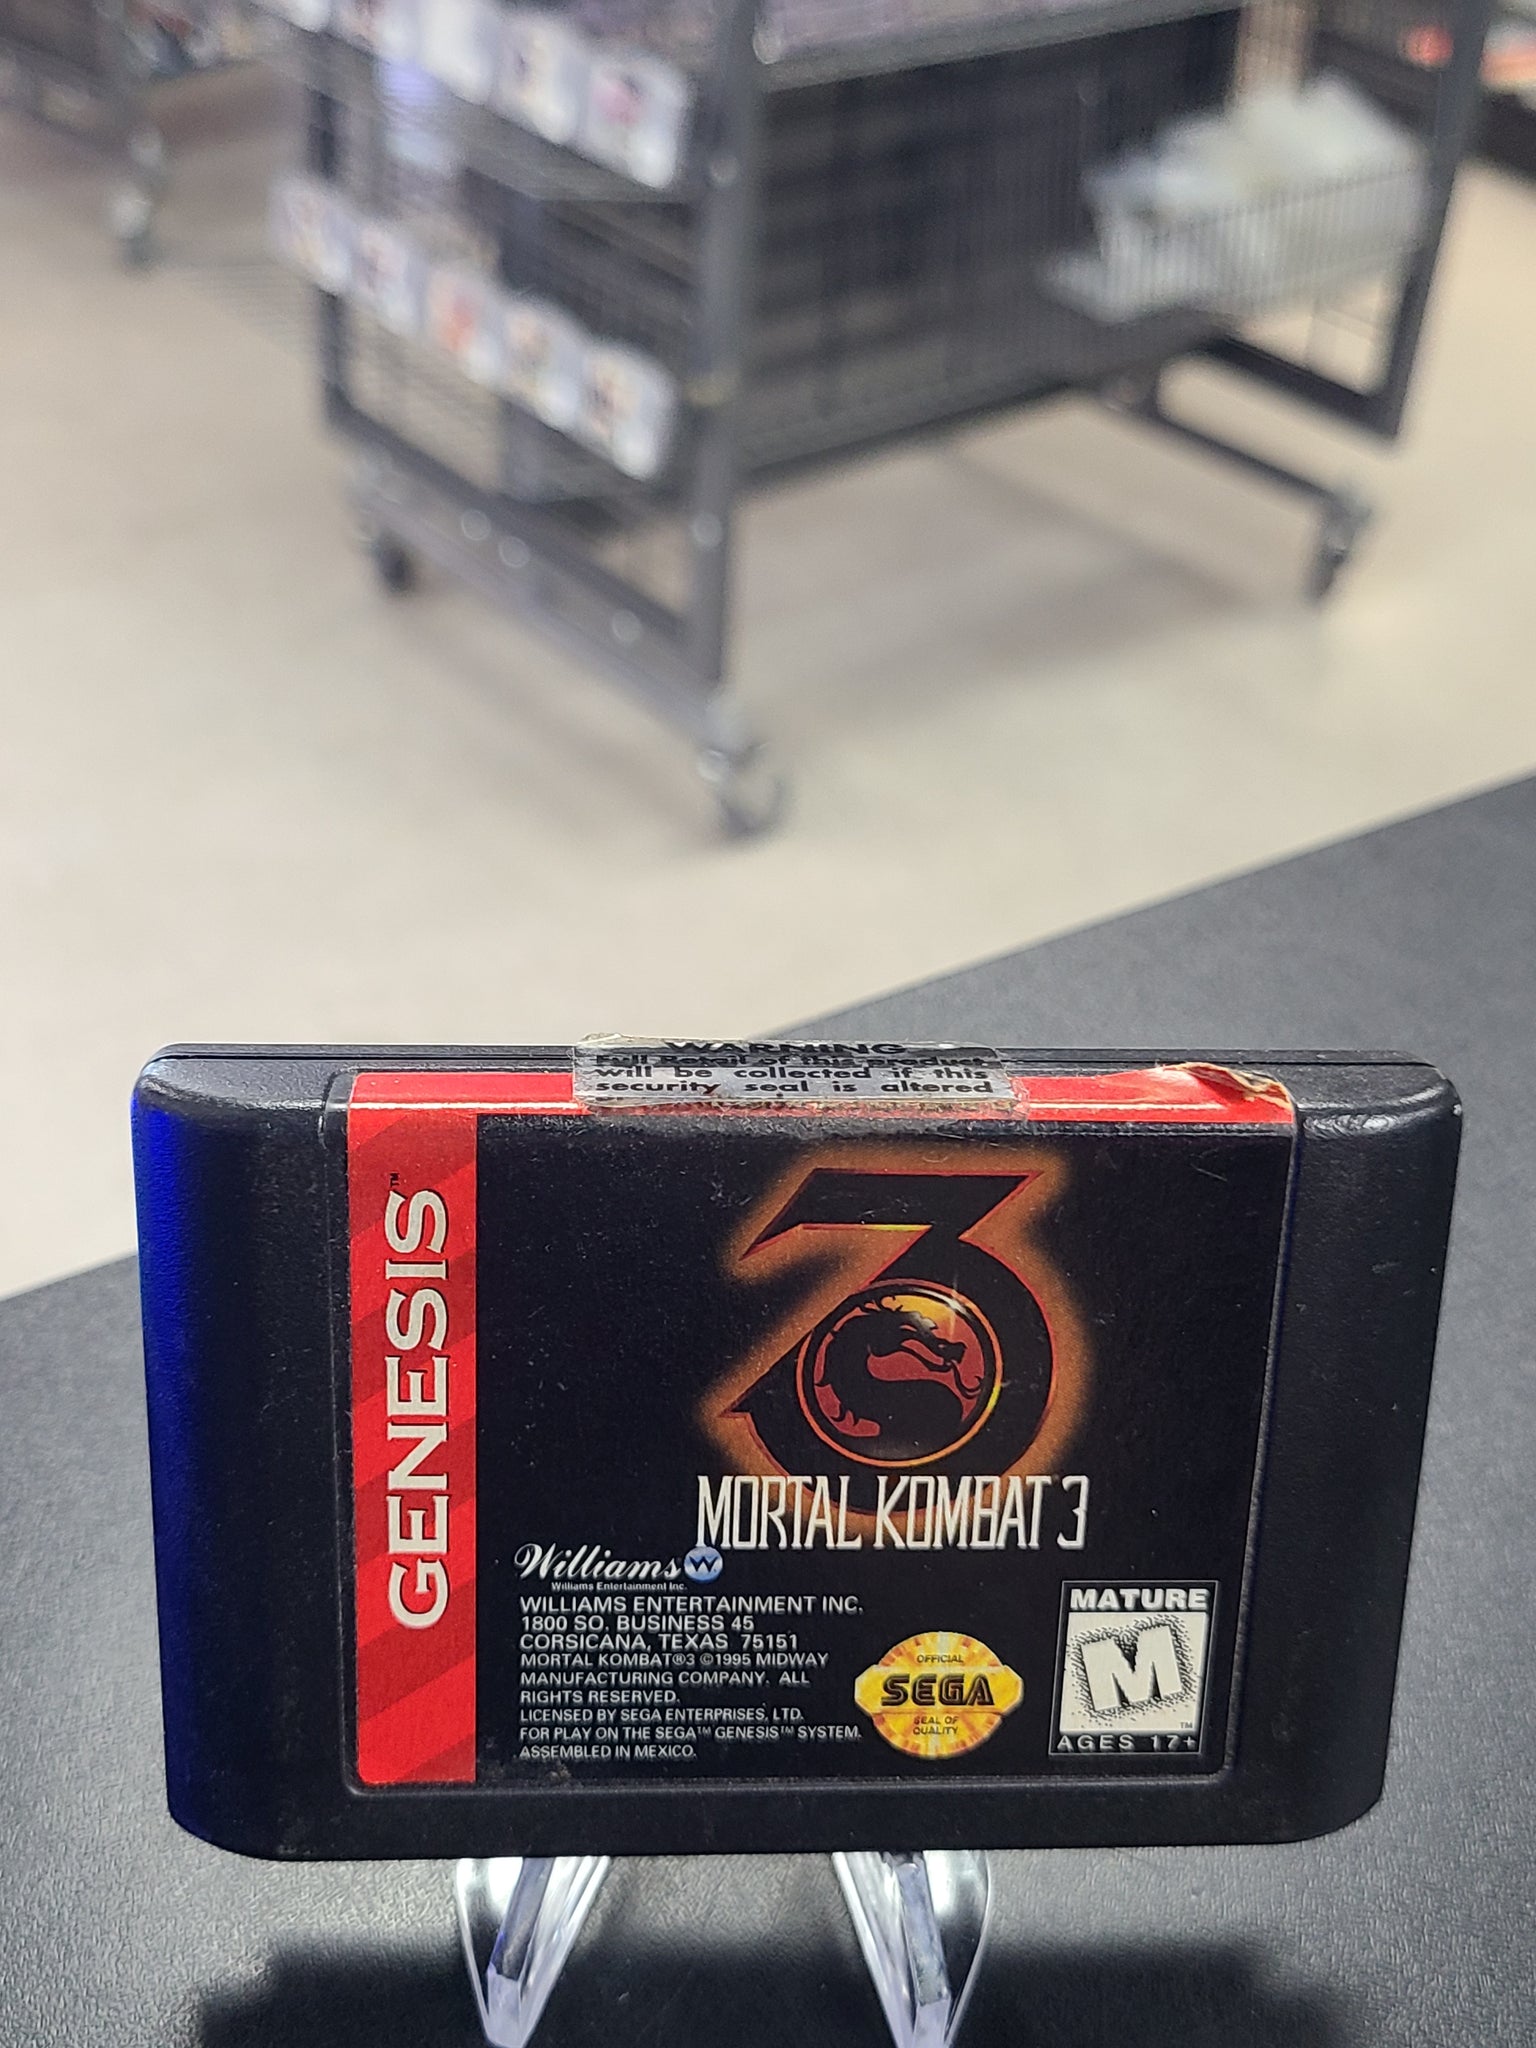 WARNING
Full Retail of this product
will be collected if this
security seal is altered
GENESIS™
MORTAL KOMBAT 3
Williams W
Williams Entertainment Inc.
WILLIAMS ENTERTAINMENT INC.
1800 SO. BUSINESS 45
CORSICANA, TEXAS 75151
MORTAL KOMBAT®3 ©1995 MIDWAY
MANUFACTURING COMPANY. ALL
RIGHTS RESERVED.
LICENSED BY SEGA ENTERPRISES, LTD.
FOR PLAY ON THE SEGA™ GENESIS™ SYSTEM.
ASSEMBLED IN MEXICO.
OFFICIAL
SEGA
SEAL OF
QUALITY
MATURE
M
TM
AGES 17+